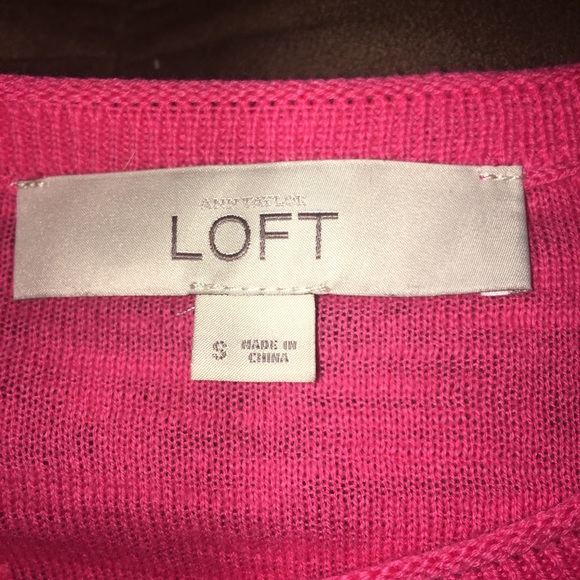 ANN TAYLOR
LOFT
S MADE IN
CHINA